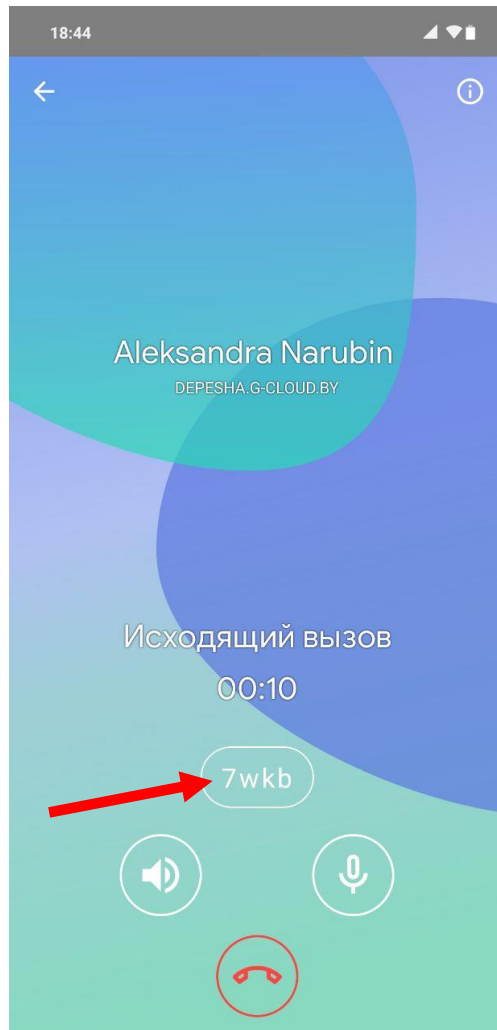 18:44
Aleksandra Narubin
DEPESHA.G-CLOUD.BY
Исходящий вызов
00:10
7wkb